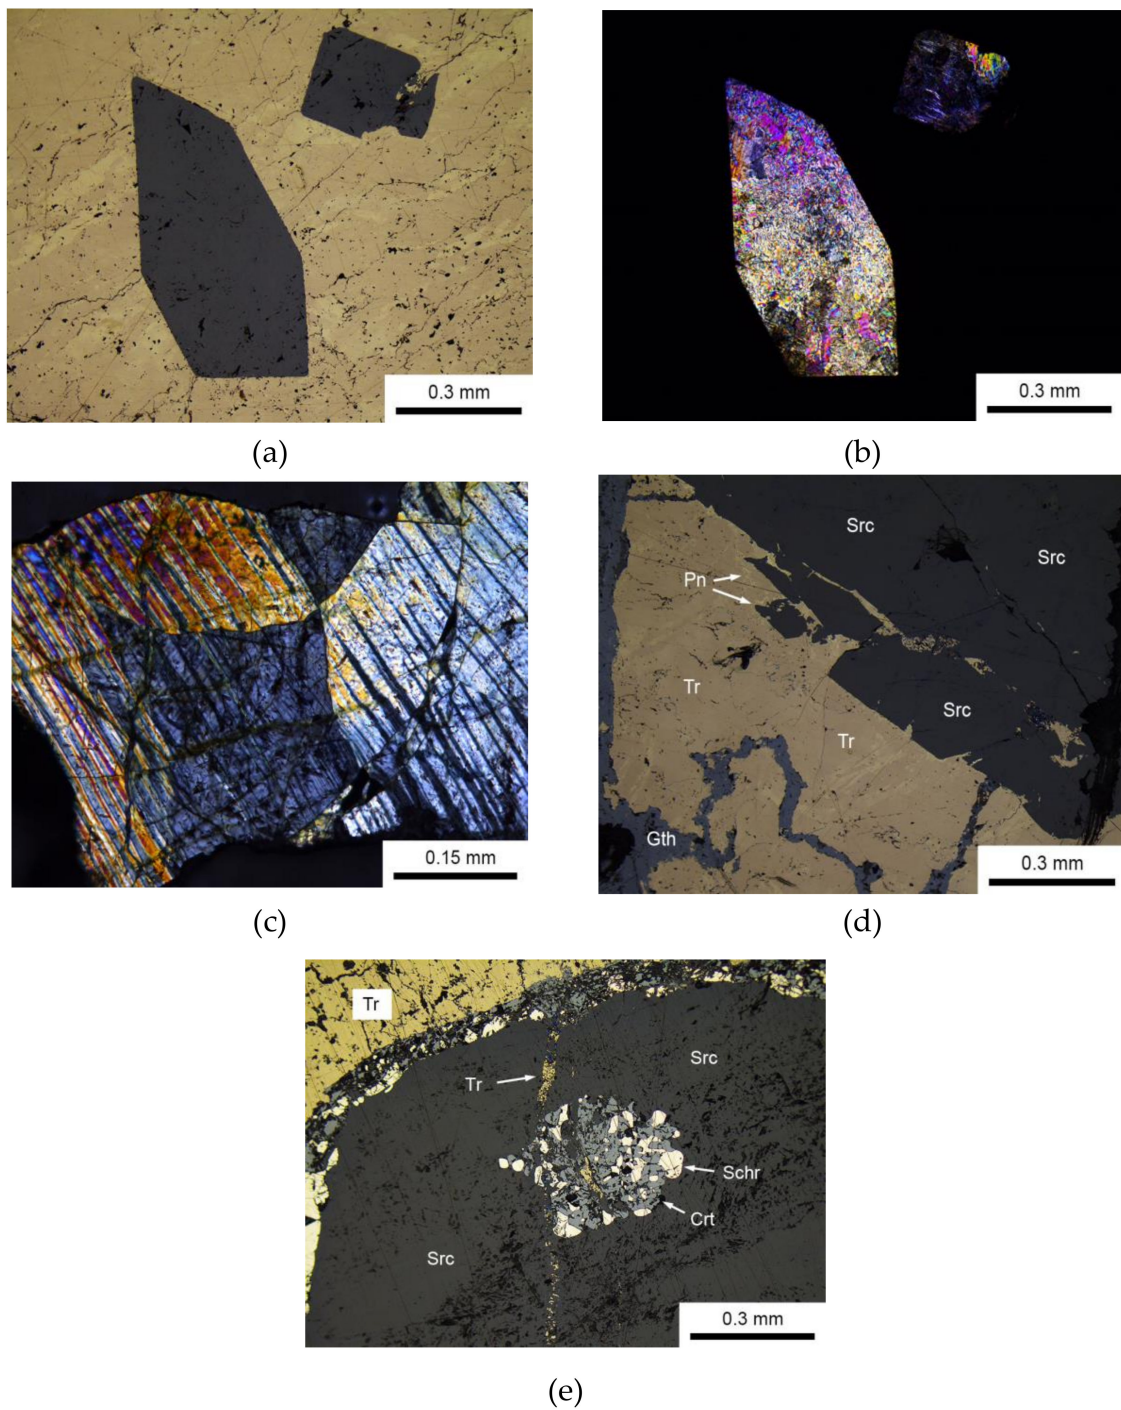 0.3 mm
(a)
0.3 mm
(b)
0.15 mm
(c)
Src
Src
Pn
Tr
Src
Tr
Gth
0.3 mm
(d)
Tr
Src
Tr
Schr
Crt
Src
0.3 mm
(e)